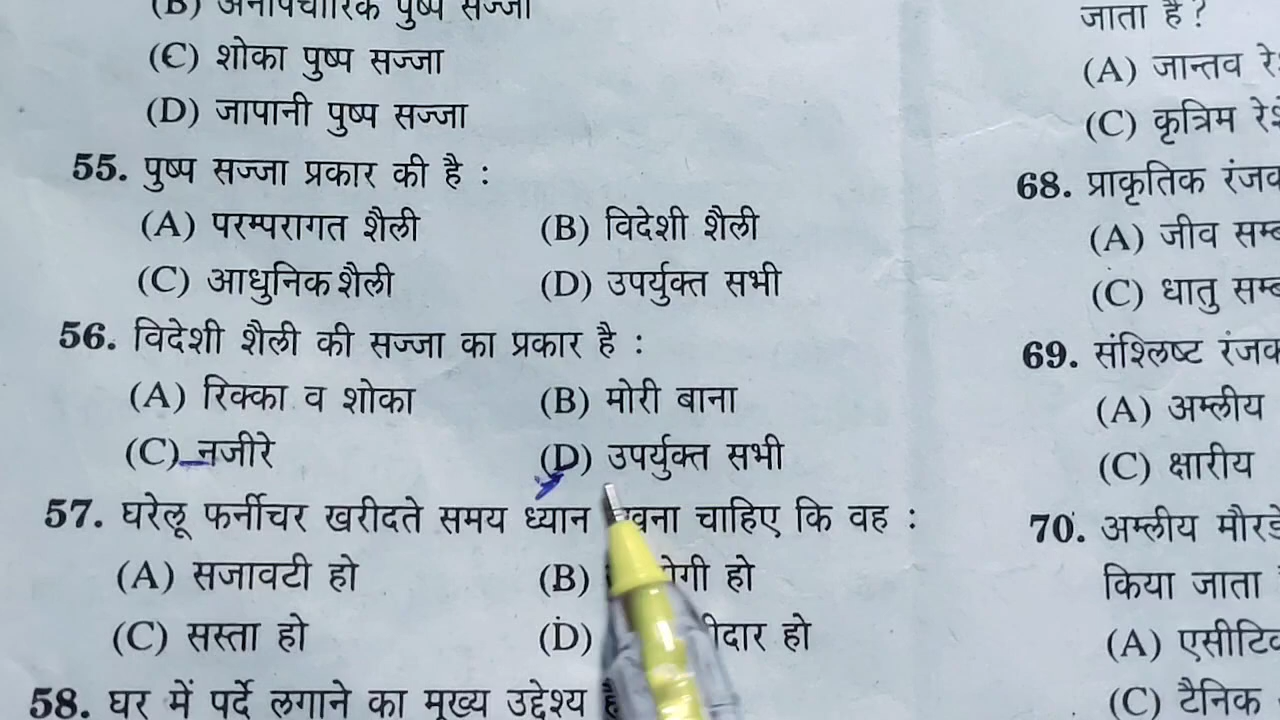 (B) अनौपचारिक पुष्प सज्जा
(C) शोका पुष्प सज्जा
(D) जापानी पुष्प सज्जा
55. पुष्प सज्जा प्रकार की है :
(A) परम्परागत शैली (B) विदेशी शैली
(C) आधुनिक शैली (D) उपर्युक्त सभी
56. विदेशी शैली की सज्जा का प्रकार है :
(A) रिक्का व शोका (B) मोरी बाना
(C) नजीरे (D) उपर्युक्त सभी
57. घरेलू फर्नीचर खरीदते समय ध्यान चाहिए कि वह :
(A) सजावटी हो (B) हो
(C) सस्ता हो (D) हो
58. घर में पर्दे लगाने का मुख्य उद्देश्य है
जाता है ?
(A) जान्तव
(C) कृत्रिम
68. प्राकृतिक
(A) जीव
(C) धातु
69. संश्लिष्ट
(A) अम्लीय
(C) क्षारीय
70. अम्लीय
किया जाता
(A)
(C) टैनिक